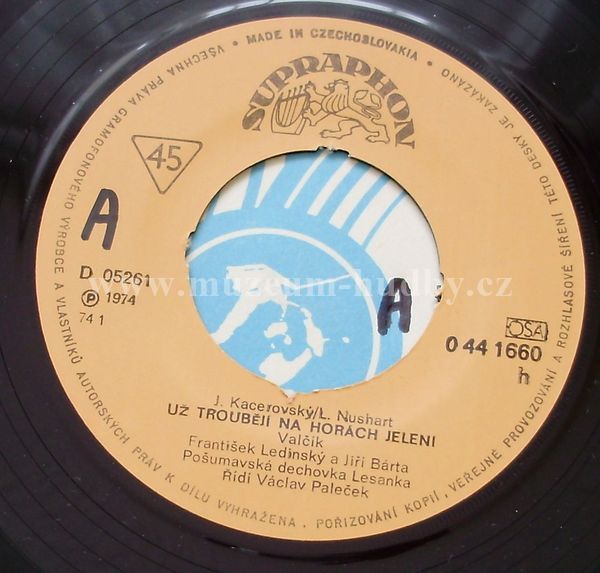 VŠECHNA PRÁVA GRAMOFONOVÉHO VÝROBCE A VLASTNÍKŮ AUTORSKÝCH PRÁV K DÍLU VYHRAŽENA. POŘIZOVÁNÍ KOPIÍ, VEŘEJNÉ PROVOZOVÁNÍ A ROZHLASOVÉ ŠÍŘENÍ TÉTO DESKY JE ZAKÁZÁNO
• MADE IN CZECHOSLOVAKIA •
SUPRAPHON
45
A
D 05261
Ⓟ 1974
74 1
www.muzeum-hudby.cz
A
OSA
0 44 1660
h
J. Kacerovský/L. Nushart
UŽ TROUBĚJÍ NA HORÁCH JELENI
Valčík
František Ledinský a Jiří Bárta
Pošumavská dechovka Lesanka
Řídí Václav Paleček